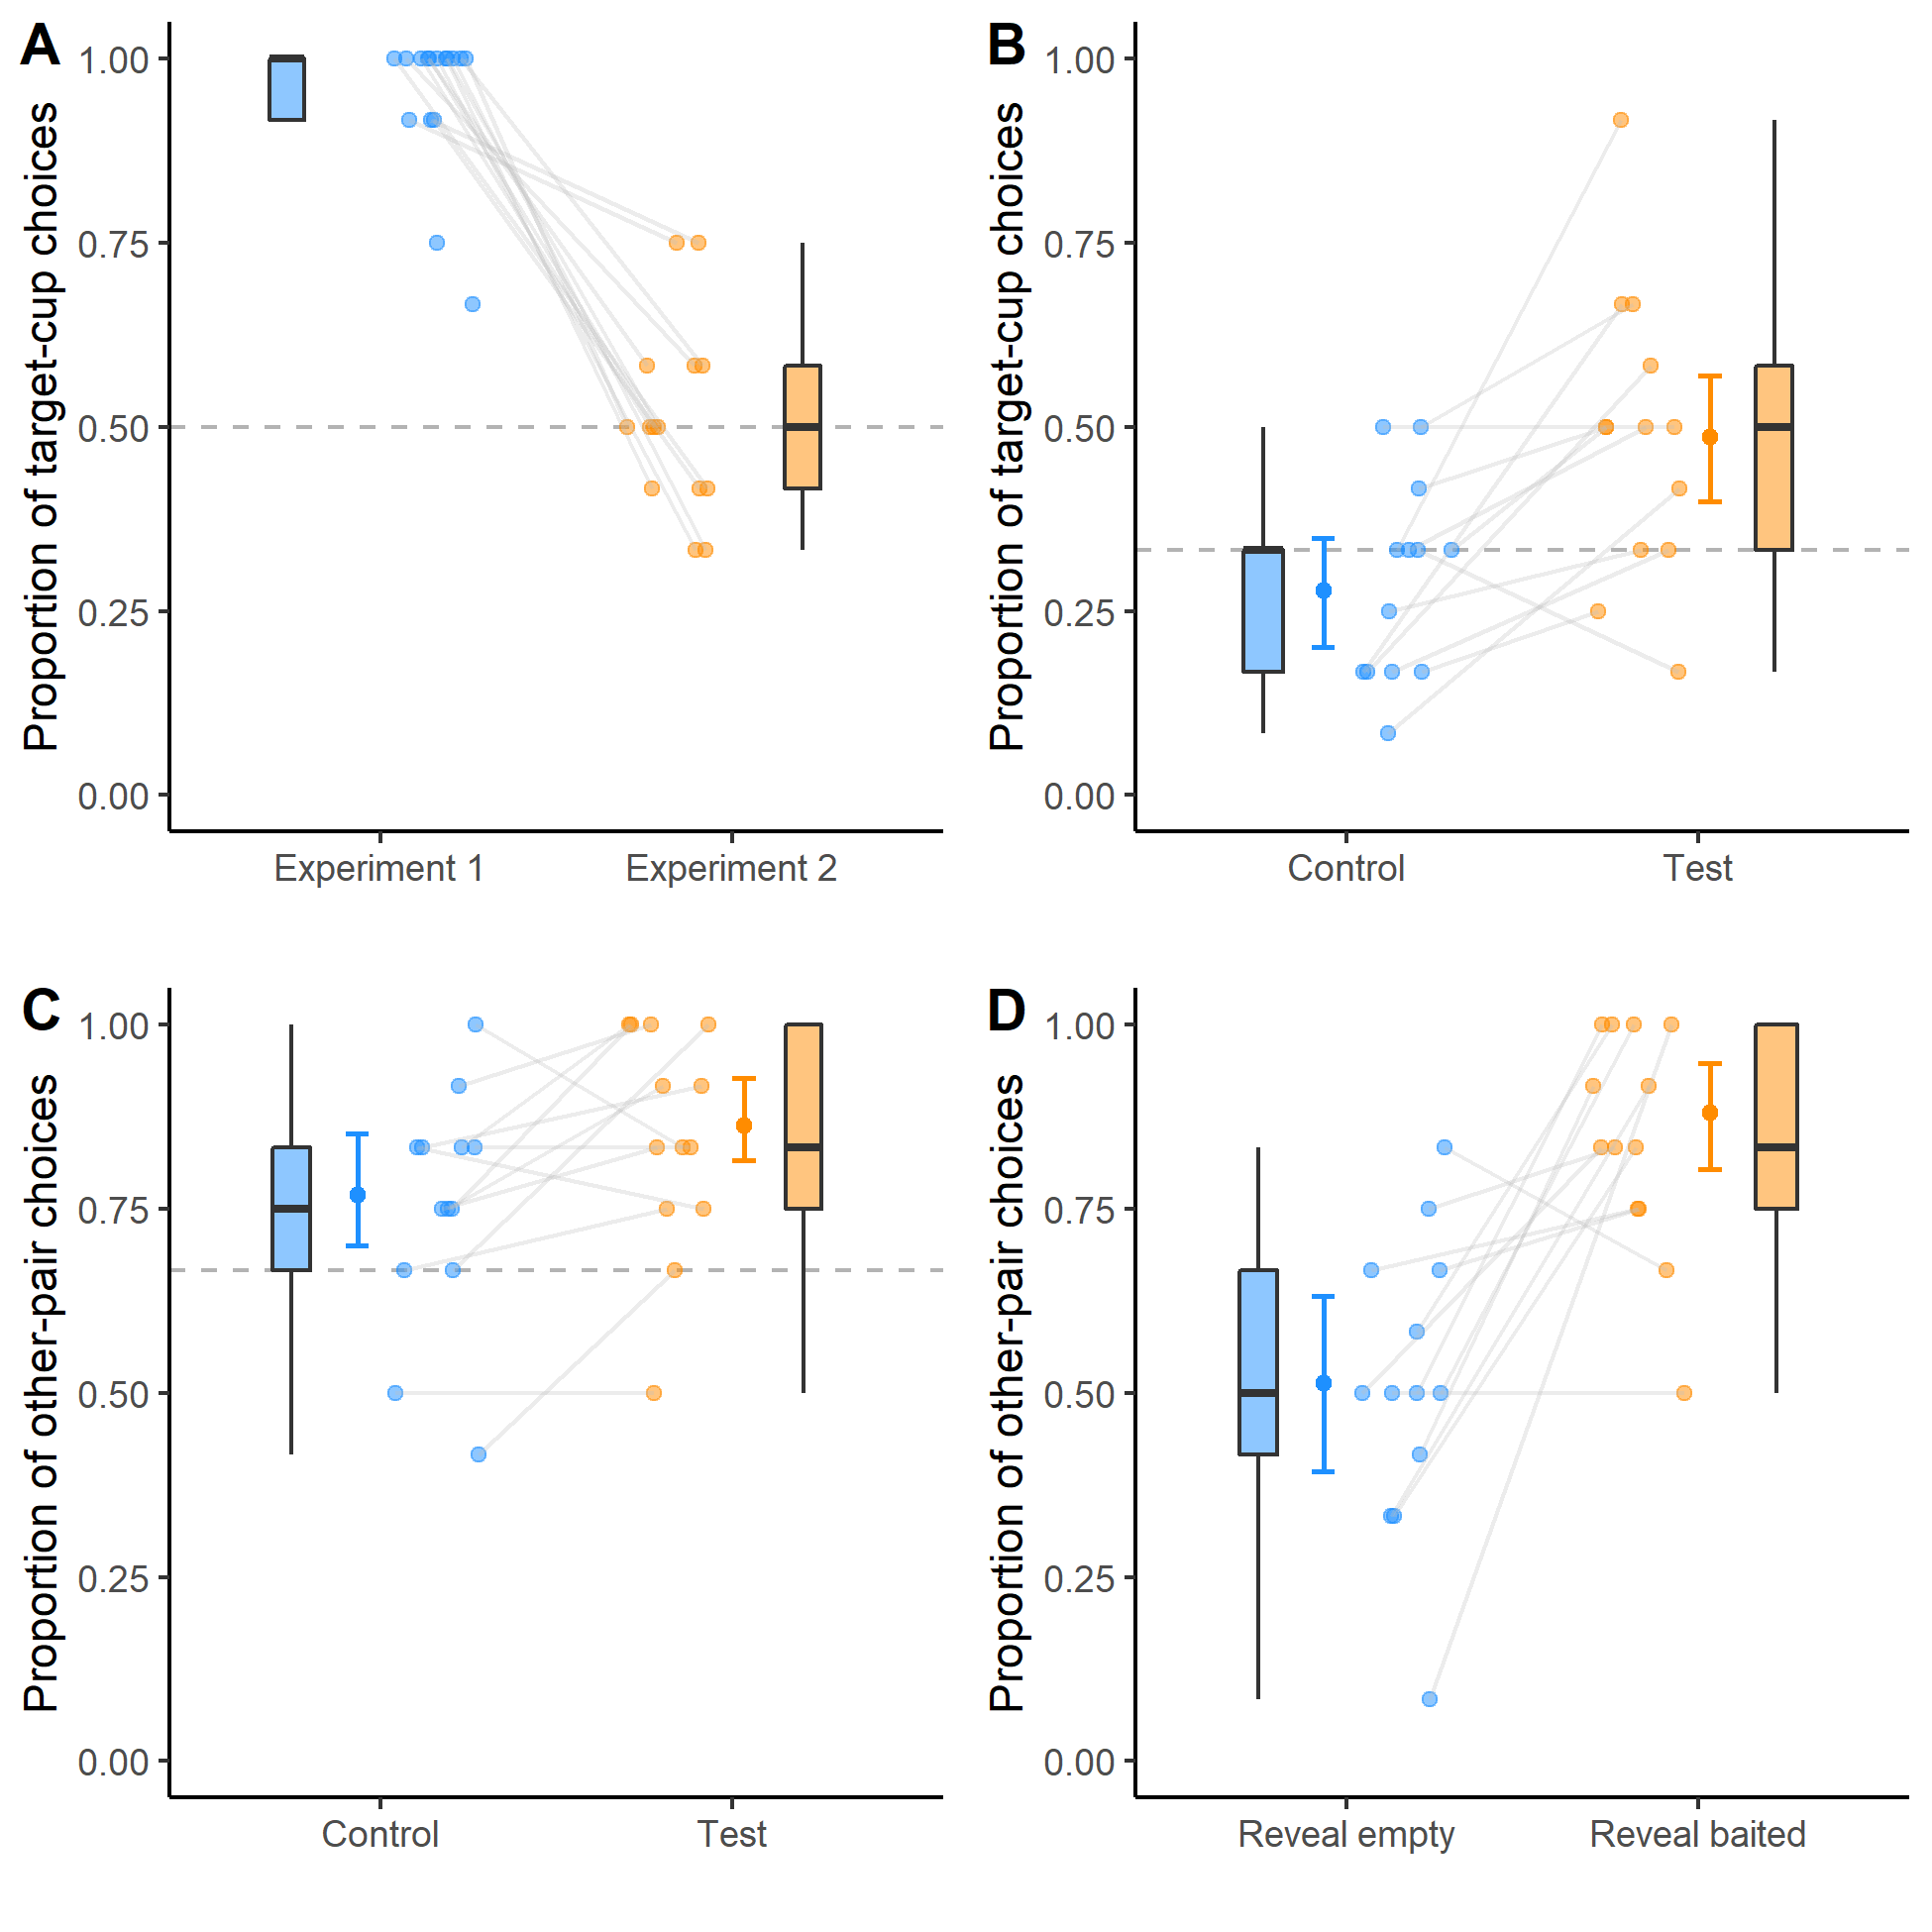 A
Proportion of target-cup choices
1.00
0.75
0.50
0.25
0.00
Experiment 1
Experiment 2
B
Proportion of target-cup choices
1.00
0.75
0.50
0.25
0.00
Control
Test
C
Proportion of other-pair choices
1.00
0.75
0.50
0.25
0.00
Control
Test
D
Proportion of other-pair choices
1.00
0.75
0.50
0.25
0.00
Reveal empty
Reveal baited